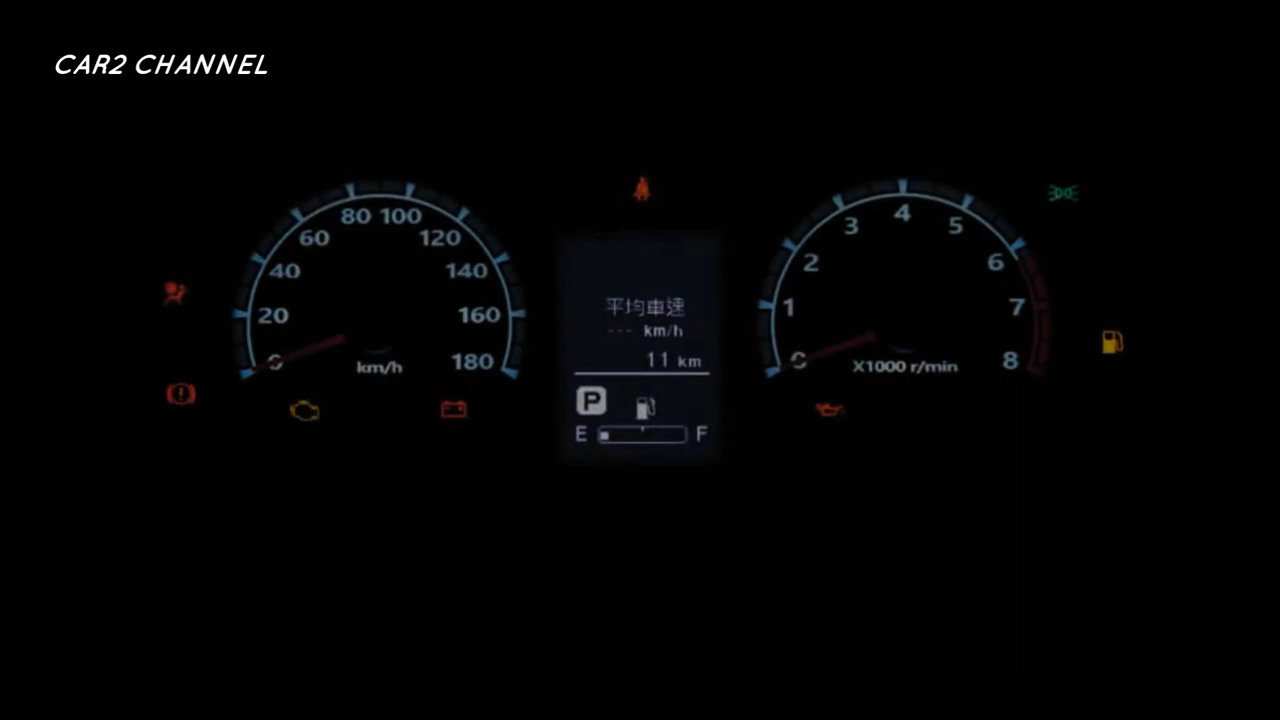 CAR2 CHANNEL
0
20
40
60
80
100
120
140
160
180
km/h
平均車速
--- km/h
11 km
P
E F
0
1
2
3
4
5
6
7
8
X1000 r/min